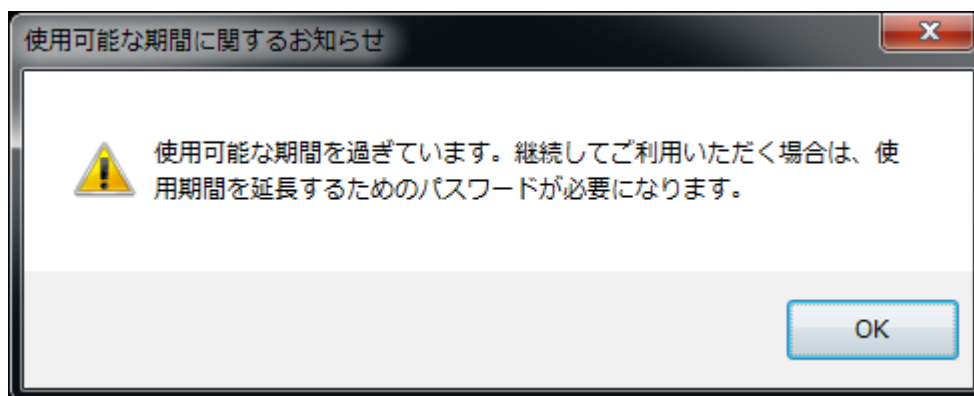 使用可能な期間に関するお知らせ
使用可能な期間を過ぎています。継続してご利用いただく場合は、使
用期間を延長するためのパスワードが必要になります。
OK